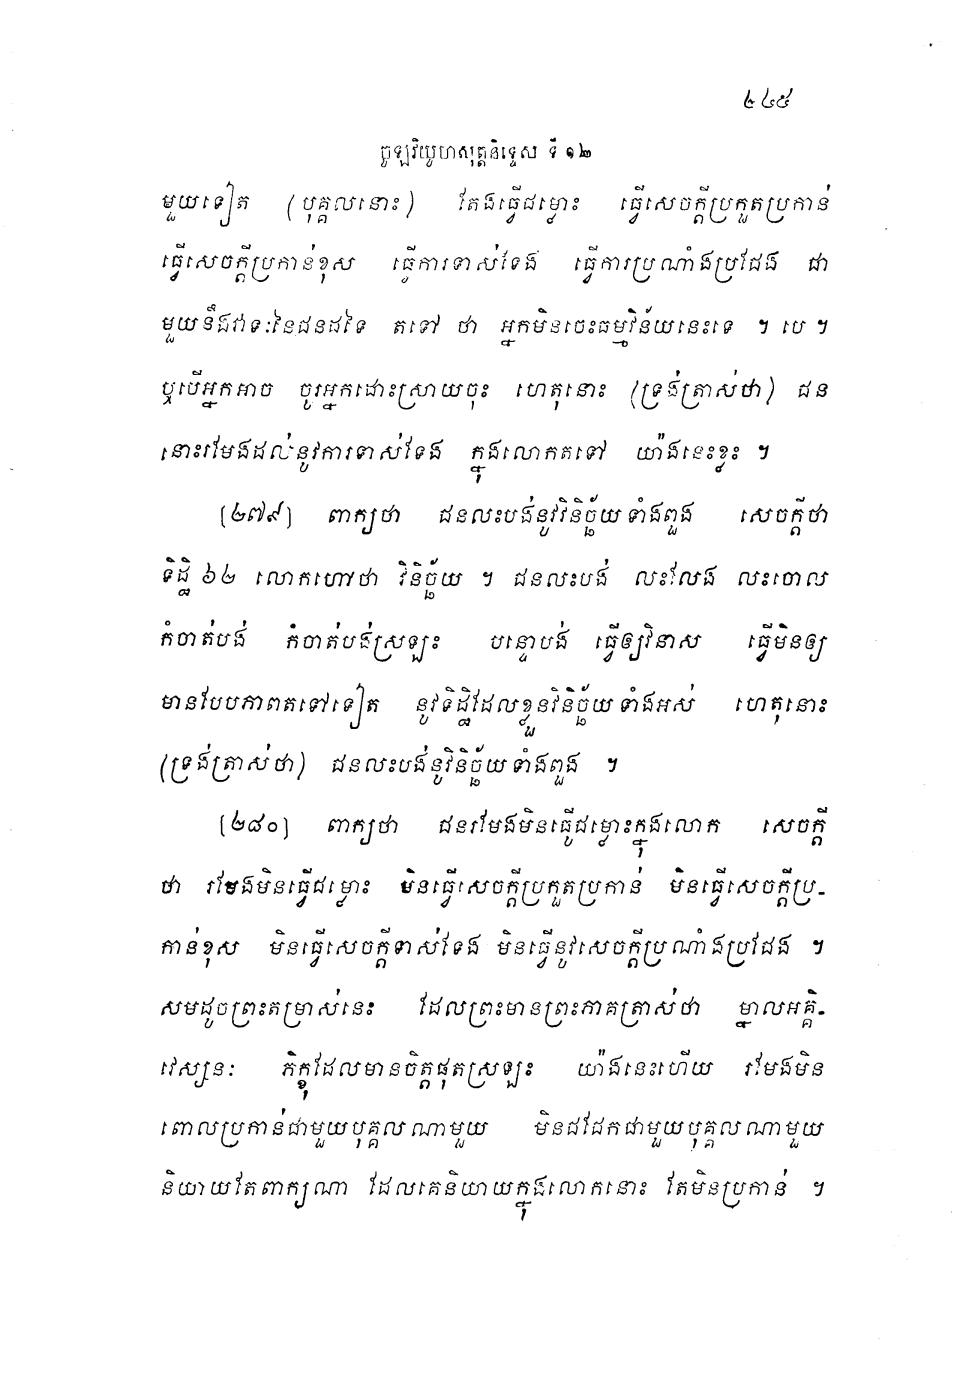 ២៤៥
ចូឡវិយូហសុត្តនិទ្ទេស ទី១២
មួយទៀត (បុគ្គលនោះ) តែងធ្វើជម្លោះ ធ្វើសេចក្តីប្រកួតប្រកាន់
ធ្វើសេចក្តីប្រកាន់ខុស ធ្វើការទាស់ទែង ធ្វើការប្រណាំងប្រជែង ជា
មួយនឹងវាទៈនៃជនដទៃ តទៅ ថា អ្នកមិនចេះធម្មវិន័យនេះទេ ។ បេ ។
ឬបើអ្នកអាច ចូរអ្នកដោះស្រាយចុះ ហេតុនោះ (ទ្រង់ត្រាស់ថា) ជន
នោះរមែងដល់នូវការទាស់ទែង ក្នុងលោកតទៅ យ៉ាងនេះខ្លះ ។
[២៧៩] ពាក្យថា ជនលះបង់នូវវិនិច្ឆ័យទាំងពួង សេចក្តីថា
ទិដ្ឋិ ៦២ លោកហៅថា វិនិច្ឆ័យ ។ ជនលះបង់ លះលែង លះចោល
កំចាត់បង់ កំចាត់បង់ស្រឡះ បន្ទោបង់ ធ្វើឲ្យវិនាស ធ្វើមិនឲ្យ
មានបែបភាពតទៅទៀត នូវទិដ្ឋិដែលខ្លួនវិនិច្ឆ័យទាំងអស់ ហេតុនោះ
(ទ្រង់ត្រាស់ថា) ជនលះបង់នូវិនិច្ឆ័យទាំងពួង ។
[២៨០] ពាក្យថា ជនរមែងមិនធ្វើជម្លោះក្នុងលោក សេចក្តី
ថា រមែងមិនធ្វើជម្លោះ មិនធ្វើសេចក្តីប្រកួតប្រកាន់ មិនធ្វើសេចក្តីប្រ-
កាន់ខុស មិនធ្វើសេចក្តីទាស់ទែង មិនធ្វើនូវសេចក្តីប្រណាំងប្រជែង ។
សមដូចព្រះតម្រាស់នេះ ដែលព្រះមានព្រះភាគត្រាស់ថា ម្នាលអគ្គិ-
វេស្សនៈ ភិក្ខុដែលមានចិត្តផុតស្រឡះ យ៉ាងនេះហើយ រមែងមិន
ពោលប្រកាន់ជាមួយបុគ្គលណាមួយ មិនជជែកជាមួយបុគ្គលណាមួយ
និយាយតែពាក្យណា ដែលគេនិយាយក្នុងលោកនោះ តែមិនប្រកាន់ ។